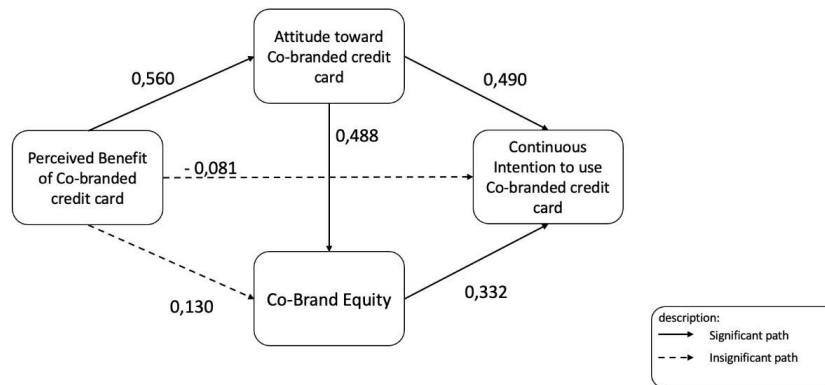 Attitude toward
Co-branded credit
card
0,560
0,490
0,488
Perceived Benefit
of Co-branded
credit card
- 0,081
Continuous
Intention to use
Co-branded credit
card
Co-Brand Equity
0,130
0,332
description:
Significant path
Insignificant path